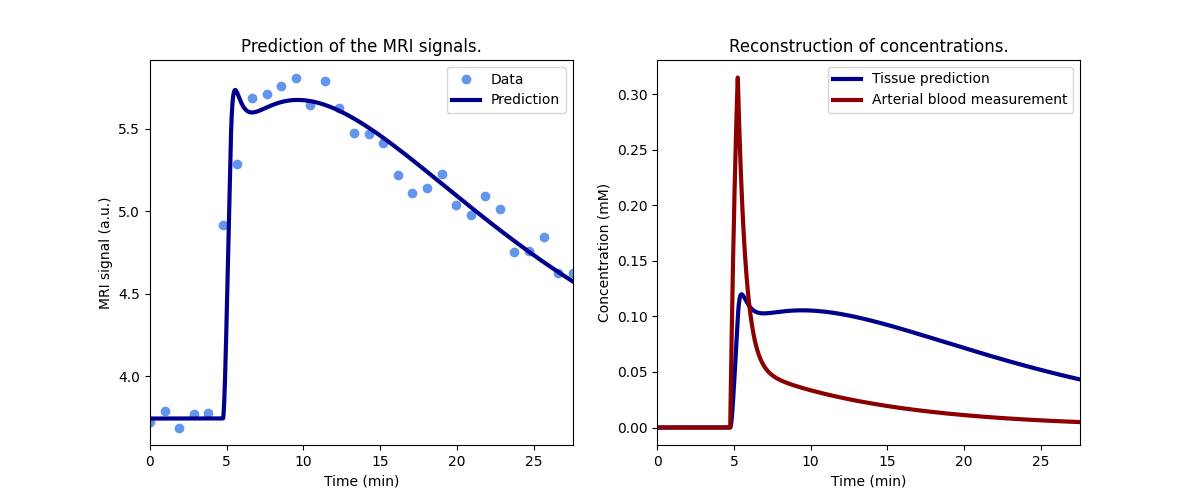 Prediction of the MRI signals.
Data
Prediction
MRI signal (a.u.)
5.5
5.0
4.5
4.0
0
5
10
15
20
25
Time (min)
Reconstruction of concentrations.
Tissue prediction
Arterial blood measurement
Concentration (mM)
0.30
0.25
0.20
0.15
0.10
0.05
0.00
0
5
10
15
20
25
Time (min)